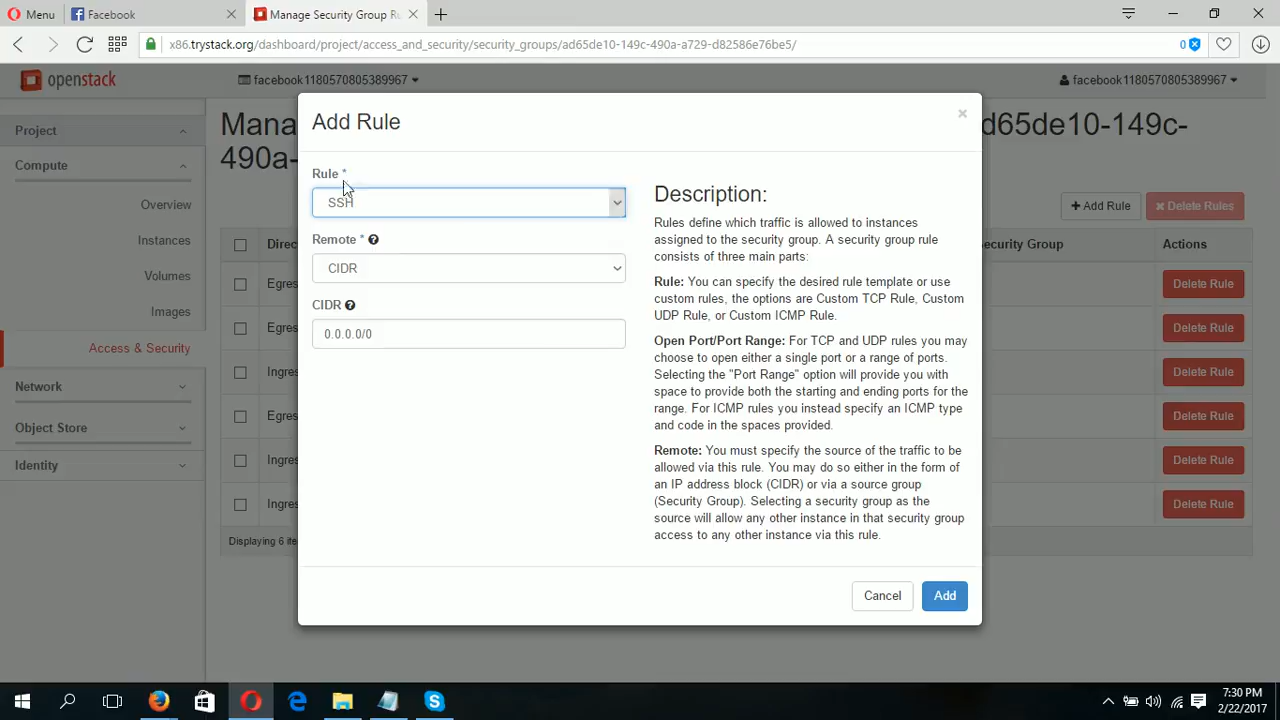 Menu
Facebook
Manage Security Group Ru
x86.trystack.org/dashboard/project/access_and_security/security_groups/ad65de10-149c-490a-a729-d82586e76be5/
0
openstack
facebook1180570805389967
facebook1180570805389967
Project
Compute
Overview
Instances
Volumes
Images
Access & Security
Network
Object Store
Identity
Mana
d65de10-149c-
490a-
+ Add Rule
Delete Rules
Direc
ecurity Group
Actions
Egres
Delete Rule
Egres
Delete Rule
Ingres
Delete Rule
Egres
Delete Rule
Ingres
Delete Rule
Ingres
Delete Rule
Displaying 6 ite
Add Rule
×
Rule *
SSH
Remote *
CIDR
CIDR
0.0.0.0/0
Description:
Rules define which traffic is allowed to instances
assigned to the security group. A security group rule
consists of three main parts:
Rule: You can specify the desired rule template or use
custom rules, the options are Custom TCP Rule, Custom
UDP Rule, or Custom ICMP Rule.
Open Port/Port Range: For TCP and UDP rules you may
choose to open either a single port or a range of ports.
Selecting the "Port Range" option will provide you with
space to provide both the starting and ending ports for the
range. For ICMP rules you instead specify an ICMP type
and code in the spaces provided.
Remote: You must specify the source of the traffic to be
allowed via this rule. You may do so either in the form of
an IP address block (CIDR) or via a source group
(Security Group). Selecting a security group as the
source will allow any other instance in that security group
access to any other instance via this rule.
Cancel
Add
7:30 PM
2/22/2017